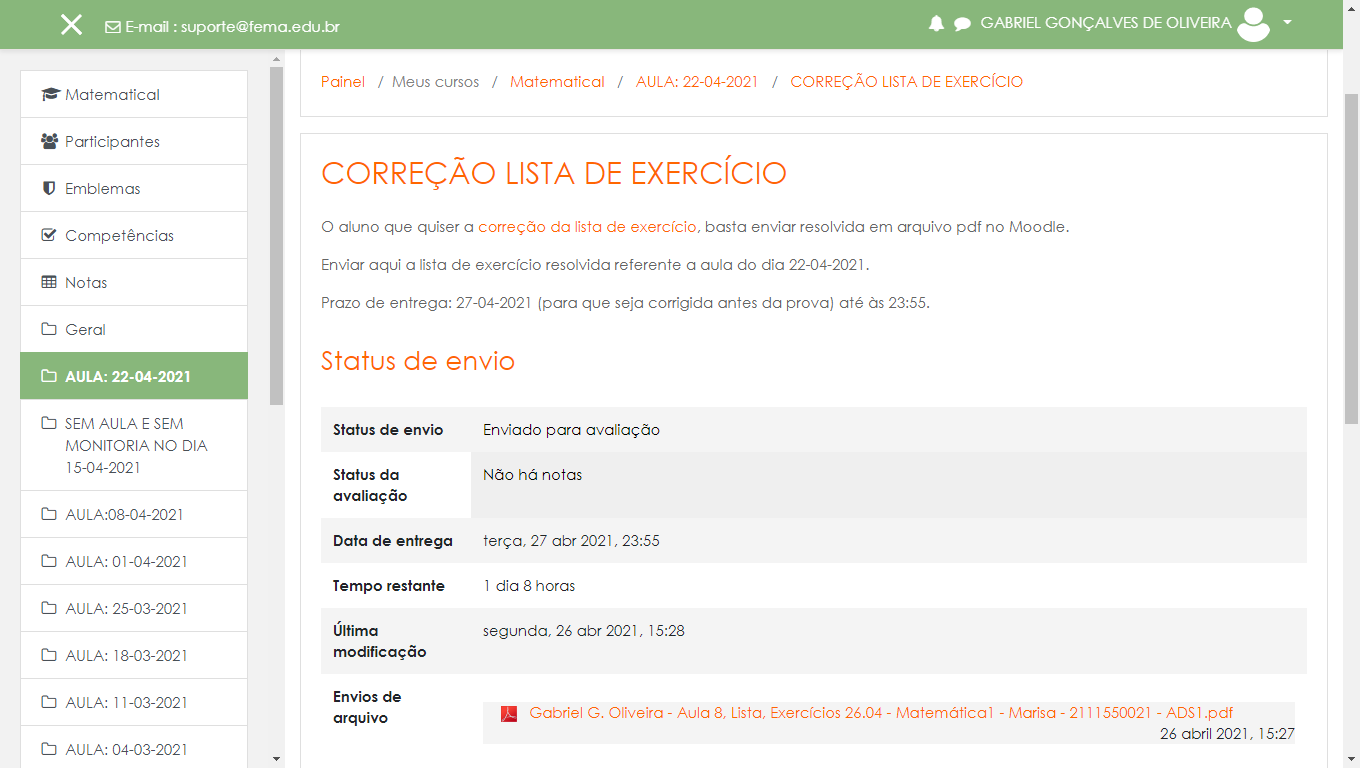 E-mail : suporte@fema.edu.br
GABRIEL GONÇALVES DE OLIVEIRA
Matematical
Participantes
Emblemas
Competências
Notas
Geral
AULA: 22-04-2021
SEM AULA E SEM
MONITORIA NO DIA
15-04-2021
AULA:08-04-2021
AULA: 01-04-2021
AULA: 25-03-2021
AULA: 18-03-2021
AULA: 11-03-2021
AULA: 04-03-2021
Painel / Meus cursos / Matematical / AULA: 22-04-2021 / CORREÇÃO LISTA DE EXERCÍCIO
CORREÇÃO LISTA DE EXERCÍCIO
O aluno que quiser a correção da lista de exercício, basta enviar resolvida em arquivo pdf no Moodle.
Enviar aqui a lista de exercício resolvida referente a aula do dia 22-04-2021.
Prazo de entrega: 27-04-2021 (para que seja corrigida antes da prova) até às 23:55.
Status de envio
Status de envio Enviado para avaliação
Status da Não há notas
avaliação
Data de entrega terça, 27 abr 2021, 23:55
Tempo restante 1 dia 8 horas
Última segunda, 26 abr 2021, 15:28
modificação
Envios de
arquivo
Gabriel G. Oliveira - Aula 8, Lista, Exercícios 26.04 - Matemática1 - Marisa - 2111550021 - ADS1.pdf
26 abril 2021, 15:27